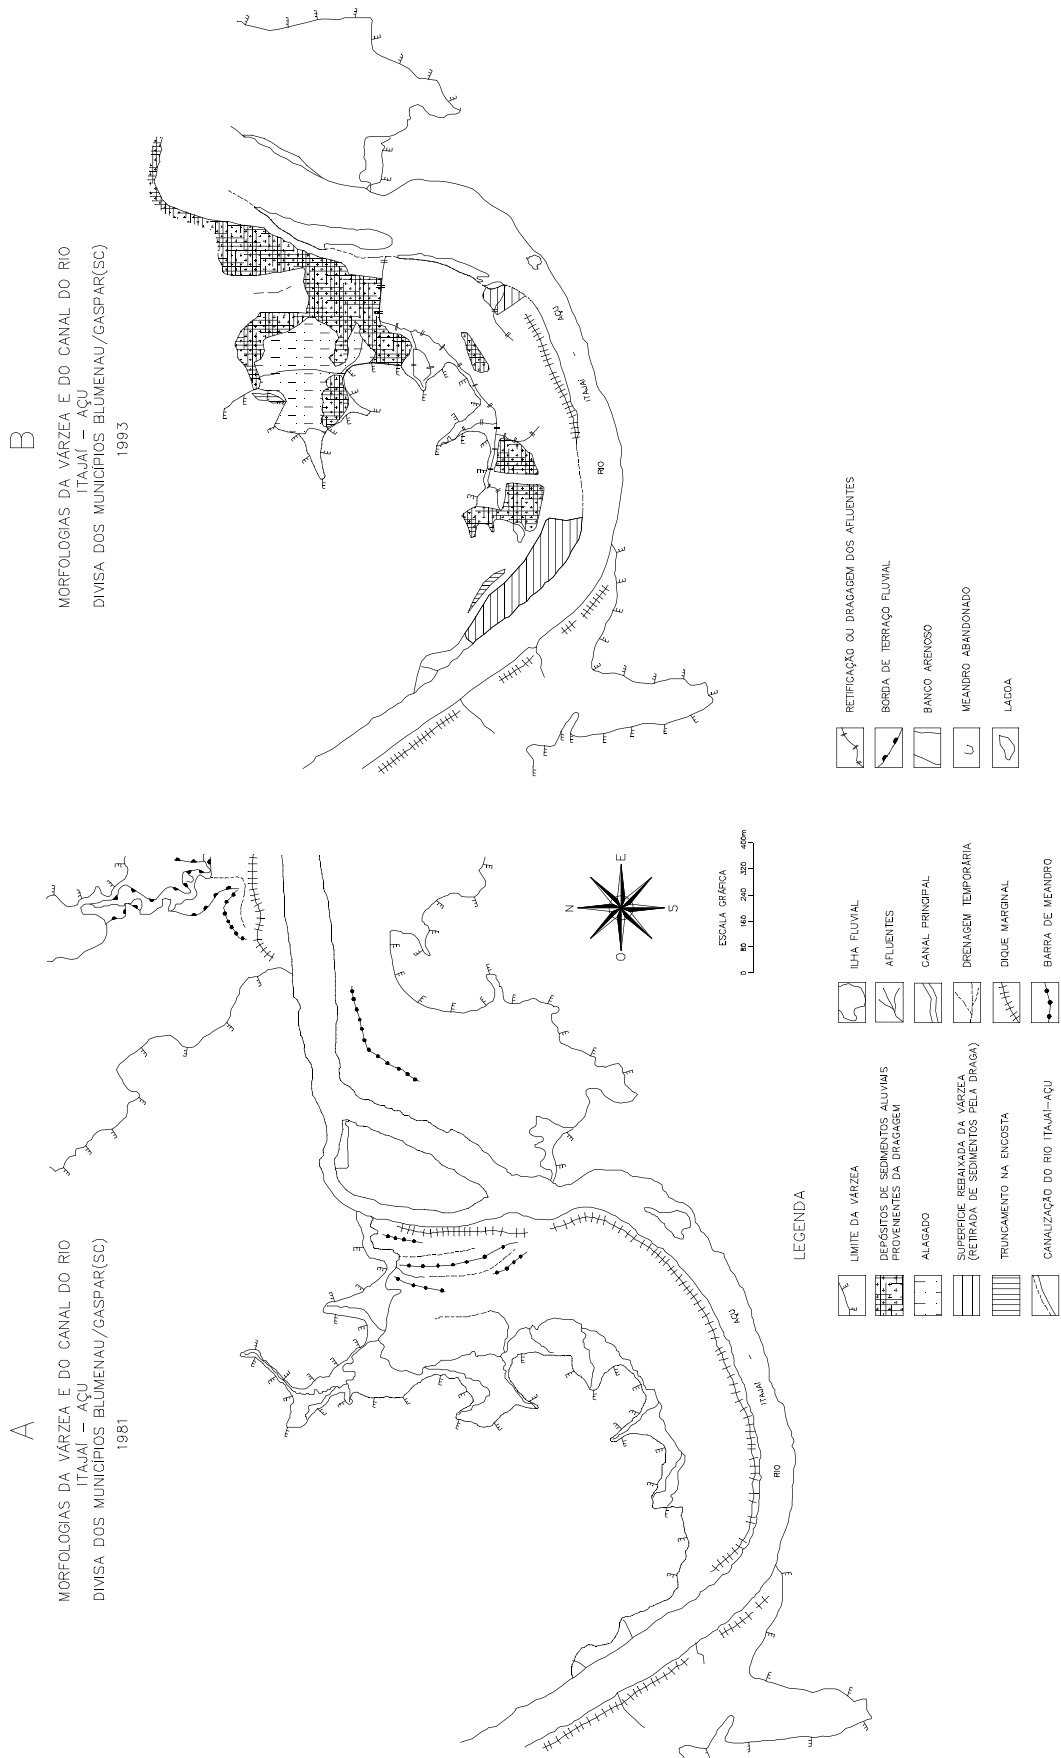 A
MORFOLOGIAS DA VÁRZEA E DO CANAL DO RIO
ITAJAÍ – AÇU
DIVISA DOS MUNICÍPIOS BLUMENAU/GASPAR(SC)
1981
RIO
ITAJAÍ
–
AÇU
B
MORFOLOGIAS DA VÁRZEA E DO CANAL DO RIO
ITAJAÍ – AÇU
DIVISA DOS MUNICÍPIOS BLUMENAU/GASPAR(SC)
1993
RIO
ITAJAÍ
–
AÇU
N
O
E
S
ESCALA GRÁFICA
0 80 160 240 320 400m
LEGENDA
LIMITE DA VÁRZEA
DEPÓSITOS DE SEDIMENTOS ALUVIAIS
PROVENIENTES DA DRAGAGEM
ALAGADO
SUPERFÍCIE REBAIXADA DA VÁRZEA
(RETIRADA DE SEDIMENTOS PELA DRAGA)
TRUNCAMENTO NA ENCOSTA
CANALIZAÇÃO DO RIO ITAJAÍ–AÇU
ILHA FLUVIAL
AFLUENTES
CANAL PRINCIPAL
DRENAGEM TEMPORÁRIA
DIQUE MARGINAL
BARRA DE MEANDRO
RETIFICAÇÃO OU DRAGAGEM DOS AFLUENTES
BORDA DE TERRAÇO FLUVIAL
BANCO ARENOSO
MEANDRO ABANDONADO
LAGOA